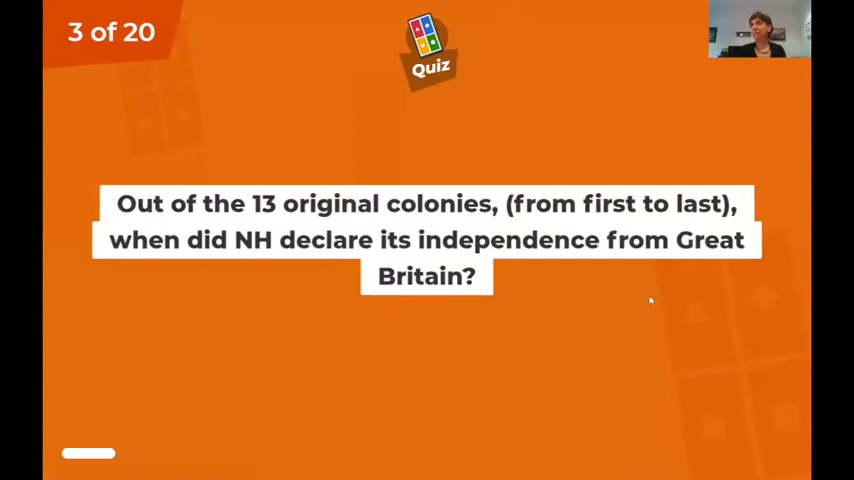 3 of 20
Quiz
Out of the 13 original colonies, (from first to last),
when did NH declare its independence from Great
Britain?